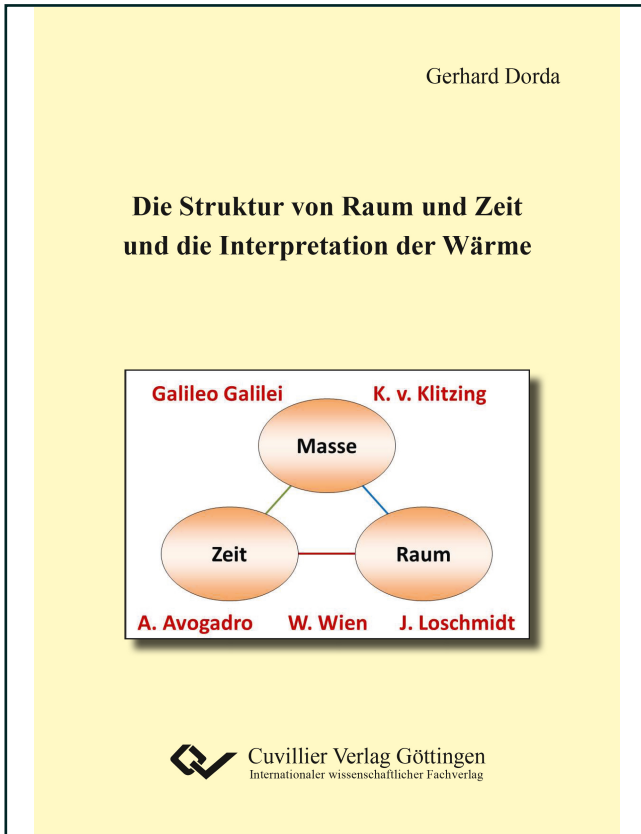 Gerhard Dorda
Die Struktur von Raum und Zeit
und die Interpretation der Wärme
Galileo Galilei K. v. Klitzing
Masse
Zeit Raum
A. Avogadro W. Wien J. Loschmidt
Cuvillier Verlag Göttingen
Internationaler wissenschaftlicher Fachverlag